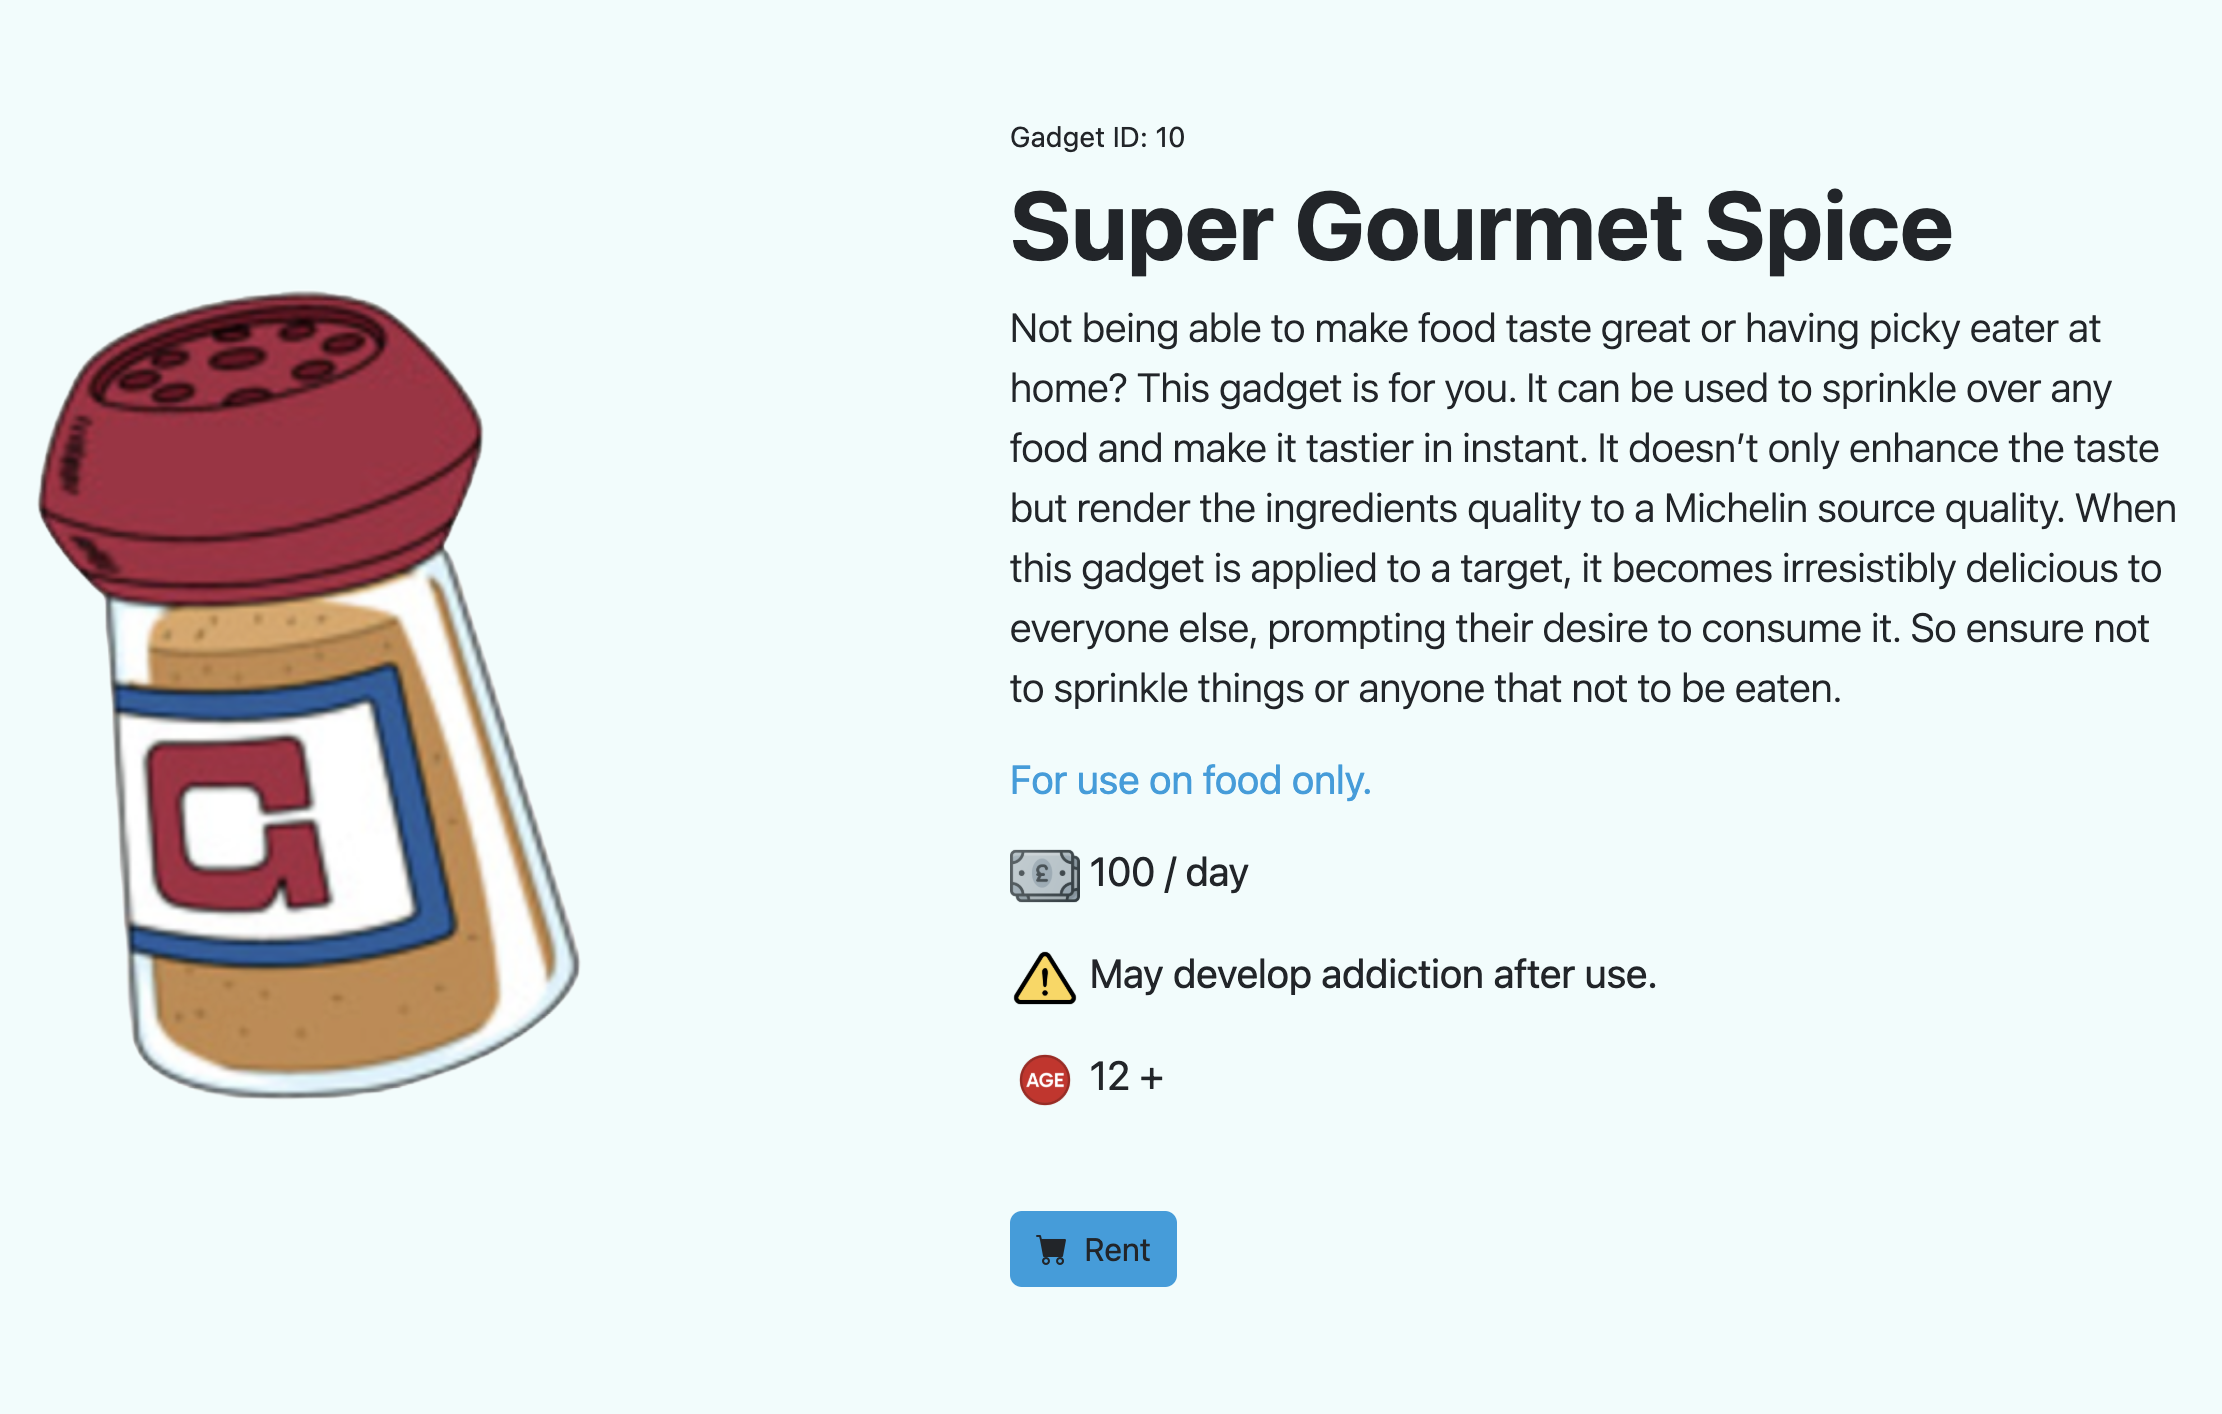 Gadget ID: 10
Super Gourmet Spice
Not being able to make food taste great or having picky eater at
home? This gadget is for you. It can be used to sprinkle over any
food and make it tastier in instant. It doesn’t only enhance the taste
but render the ingredients quality to a Michelin source quality. When
this gadget is applied to a target, it becomes irresistibly delicious to
everyone else, prompting their desire to consume it. So ensure not
to sprinkle things or anyone that not to be eaten.
For use on food only.
£ 100 / day
! May develop addiction after use.
AGE 12 +
Rent
G